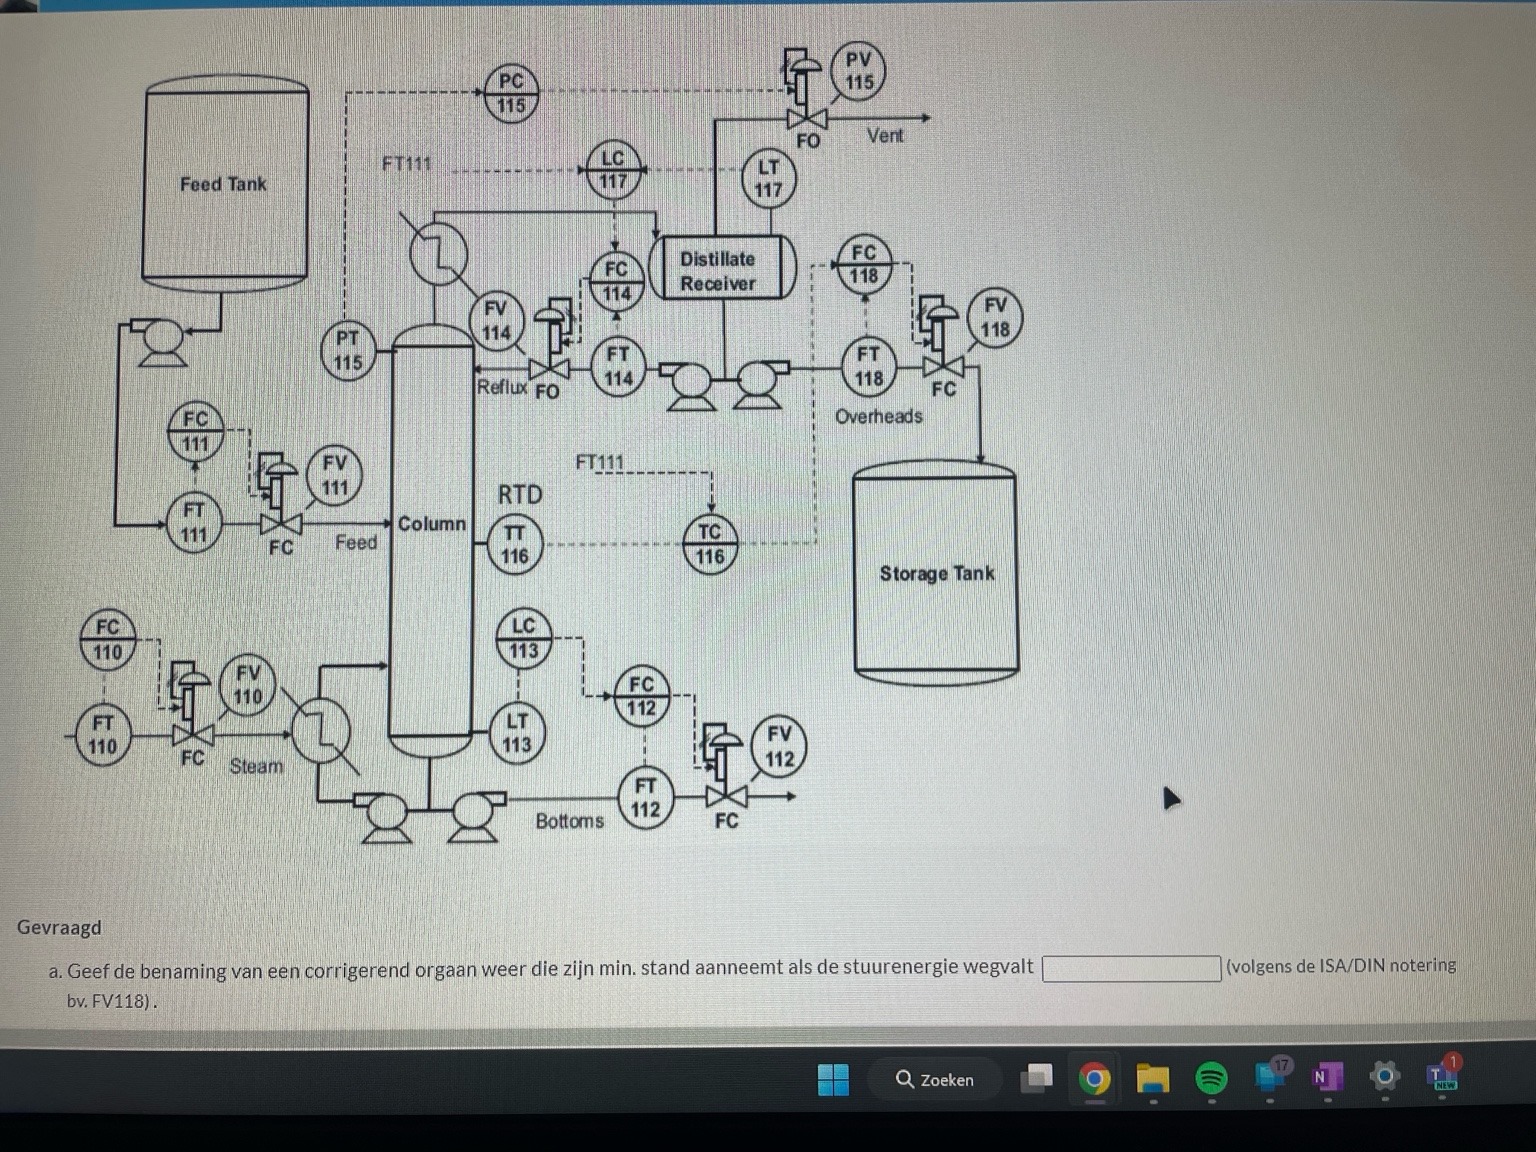 PC
115
PV
115
FO
Vent
Feed Tank
FT111
LC
117
LT
117
Distillate
Receiver
FC
114
FC
118
FV
114
FV
118
PT
115
FT
114
FT
118
Reflux
FO
FC
Overheads
FC
111
FV
111
FT
111
FC
Feed
Column
FT111
RTD
TT
116
TC
116
Storage Tank
FC
110
FV
110
FT
110
FC
Steam
LC
113
LT
113
FC
112
FV
112
FT
112
Bottoms
FC
Gevraagd
a. Geef de benaming van een corrigerend orgaan weer die zijn min. stand aanneemt als de stuurenergie wegvalt (volgens de ISA/DIN notering
bv. FV118) .
Zoeken
17
N
T
NEW
1